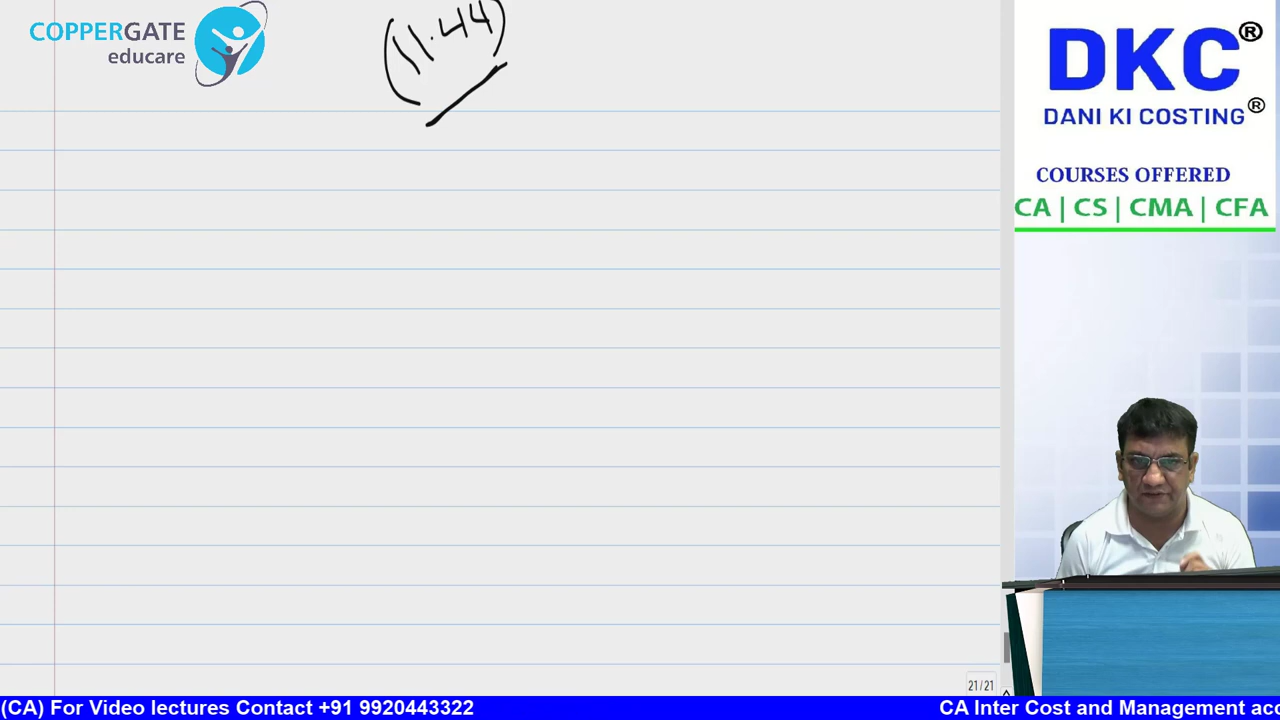 COPPERGATE
educare
(11.44)
DKC®
DANI KI COSTING®
COURSES OFFERED
CA | CS | CMA | CFA
21/21
(CA) For Video lectures Contact +91 9920443322
CA Inter Cost and Management acc